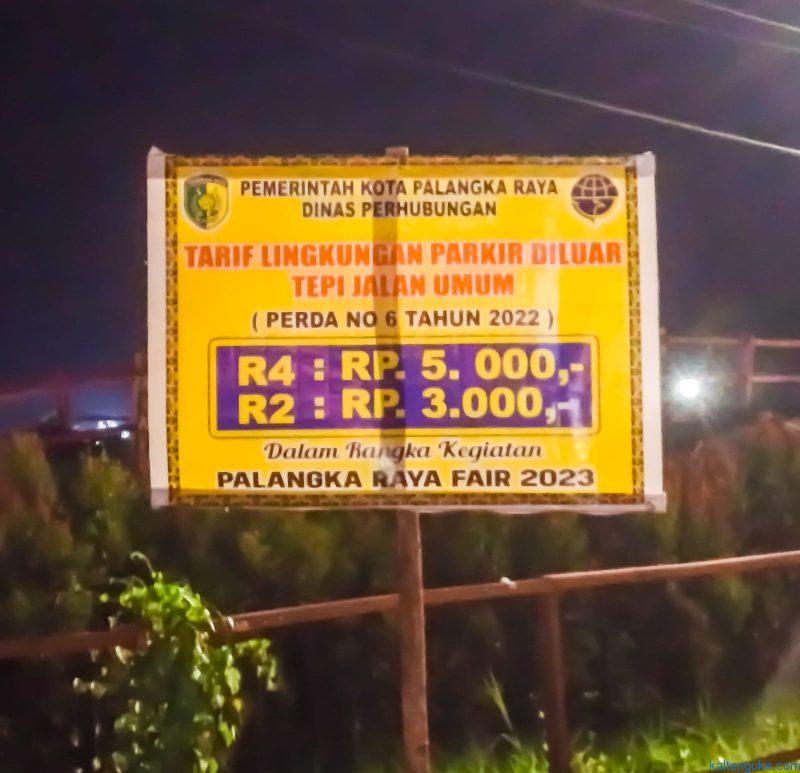 PEMERINTAH KOTA PALANGKA RAYA
DINAS PERHUBUNGAN
TARIF LINGKUNGAN PARKIR DILUAR
TEPI JALAN UMUM
( PERDA NO 6 TAHUN 2022 )
R4 : RP. 5. 000,-
R2 : RP. 3.000,-
Dalam Rangka Kegiatan
PALANGKA RAYA FAIR 2023
kaltengoke.com